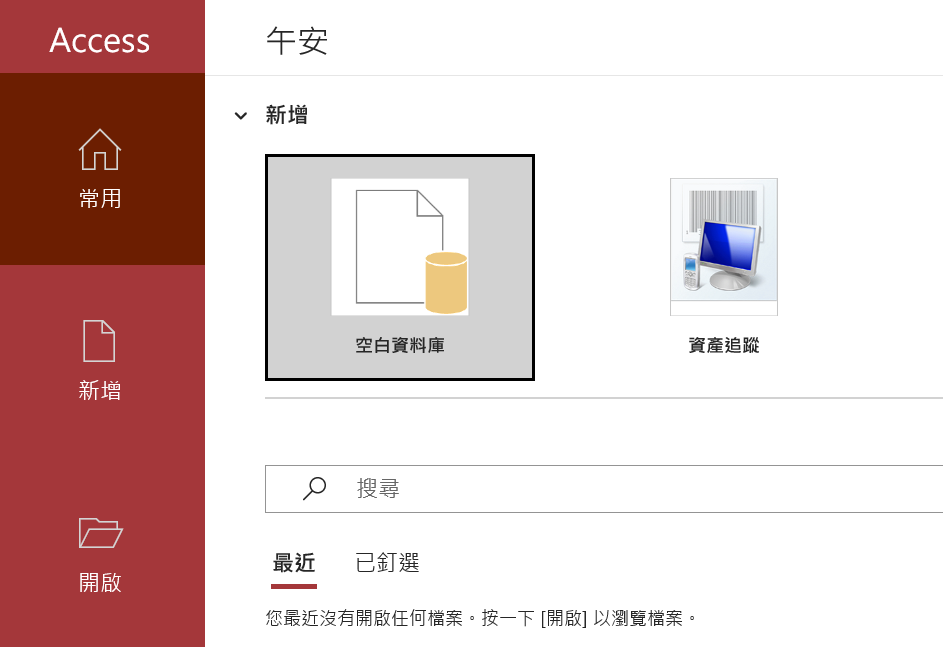 Access
午安
常用
新增
開啟
新增
空白資料庫
資產追蹤
搜尋
最近
已釘選
您最近沒有開啟任何檔案。按一下 [開啟] 以瀏覽檔案。